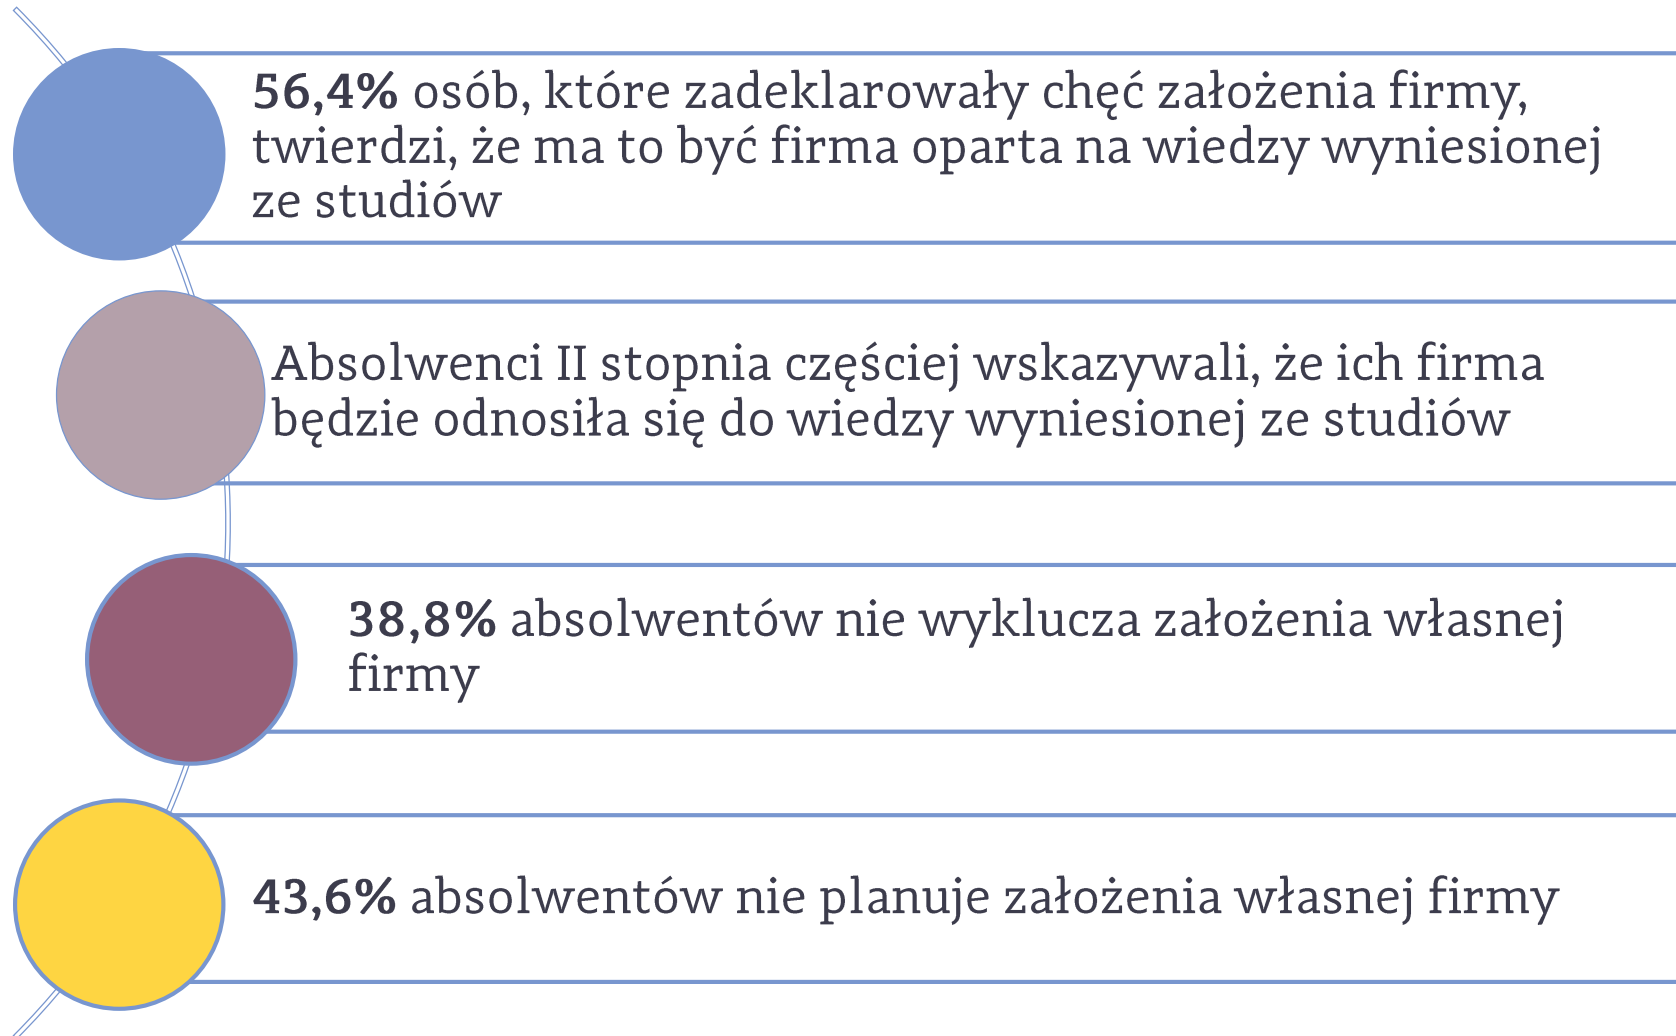 56,4% osób, które zadeklarowały chęć założenia firmy,
twierdzi, że ma to być firma oparta na wiedzy wyniesionej
ze studiów
Absolwenci II stopnia częściej wskazywali, że ich firma
będzie odnosiła się do wiedzy wyniesionej ze studiów
38,8% absolwentów nie wyklucza założenia własnej
firmy
43,6% absolwentów nie planuje założenia własnej firmy